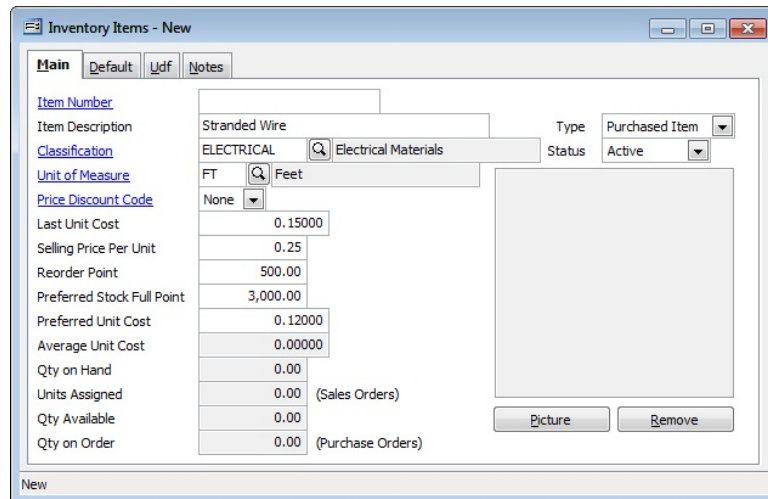 Inventory Items - New
Main Default Udf Notes
Item Number
Item Description Stranded Wire Type Purchased Item
Classification ELECTRICAL Electrical Materials Status Active
Unit of Measure FT Feet
Price Discount Code None
Last Unit Cost 0.15000
Selling Price Per Unit 0.25
Reorder Point 500.00
Preferred Stock Full Point 3,000.00
Preferred Unit Cost 0.12000
Average Unit Cost 0.00000
Qty on Hand 0.00
Units Assigned 0.00 (Sales Orders)
Qty Available 0.00 Picture Remove
Qty on Order 0.00 (Purchase Orders)
New